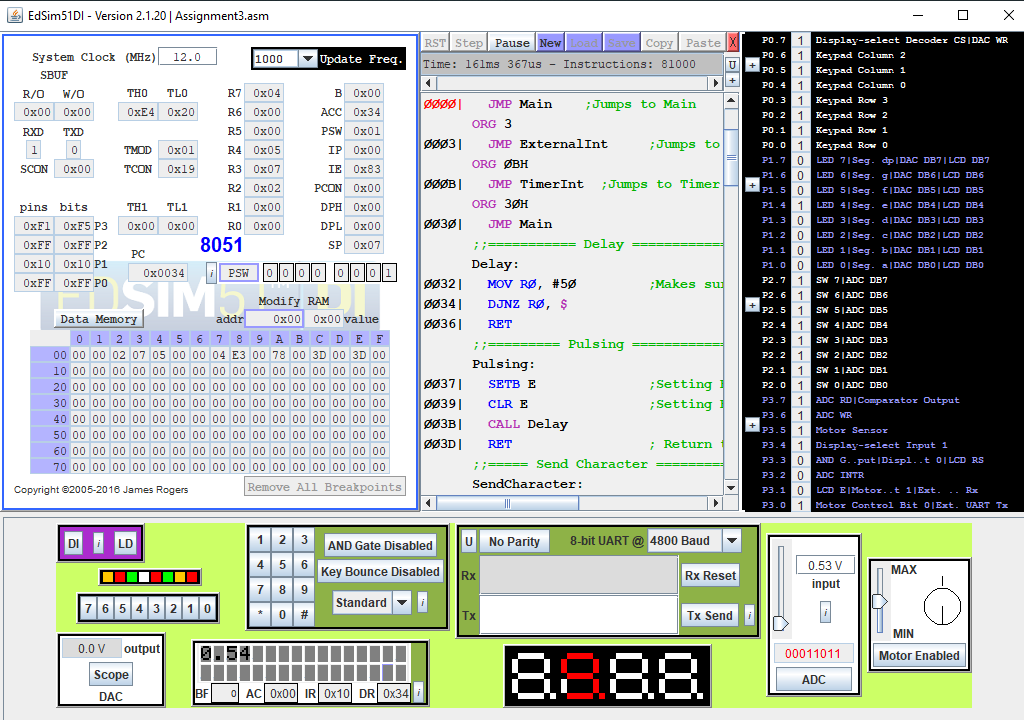 EdSim51DI - Version 2.1.20 | Assignment3.asm
System Clock (MHz) 12.0 1000 Update Freq.
SBUF
R/O W/O TH0 TL0 R7 0x04 B 0x00
0x00 0x00 0xE4 0x20 R6 0x00 ACC 0x34
RXD TXD R5 0x00 PSW 0x01
1 0 TMOD 0x01 R4 0x05 IP 0x00
SCON 0x00 TCON 0x19 R3 0x07 IE 0x83
R2 0x02 PCON 0x00
pins bits TH1 TL1 R1 0x00 DPH 0x00
0xF1 0xF5 P3 0x00 0x00 R0 0x00 DPL 0x00
0xFF 0xFF P2 8051 SP 0x07
0x10 0x10 P1 PC
0xFF 0xFF P0 0x0034 i PSW 0 0 0 0 0 0 0 1
EDSIM51 DI
Modify RAM
Data Memory addr 0x00 0x00 value
0 1 2 3 4 5 6 7 8 9 A B C D E F
00 00 00 02 07 05 00 00 04 E3 00 78 00 3D 00 3D 00
10 00 00 00 00 00 00 00 00 00 00 00 00 00 00 00 00
20 00 00 00 00 00 00 00 00 00 00 00 00 00 00 00 00
30 00 00 00 00 00 00 00 00 00 00 00 00 00 00 00 00
40 00 00 00 00 00 00 00 00 00 00 00 00 00 00 00 00
50 00 00 00 00 00 00 00 00 00 00 00 00 00 00 00 00
60 00 00 00 00 00 00 00 00 00 00 00 00 00 00 00 00
70 00 00 00 00 00 00 00 00 00 00 00 00 00 00 00 00
Copyright ©2005-2016 James Rogers Remove All Breakpoints
RST Step Pause New Load Save Copy Paste X
Time: 161ms 367us - Instructions: 81000 U
+
0000| JMP Main ;Jumps to Main
ORG 3
0003| JMP ExternalInt ;Jumps to
ORG 0BH
000B| JMP TimerInt ;Jumps to Timer
ORG 30H
0030| JMP Main
;;=========== Delay ===========
Delay:
0032| MOV R0, #50 ;Makes sur
0034| DJNZ R0, $
0036| RET
;;========= Pulsing ===========
Pulsing:
0037| SETB E ;Setting
0039| CLR E ;Setting
003B| CALL Delay
003D| RET ; Return t
;;===== Send Character ========
SendCharacter:
P0.7 1 Display-select Decoder CS|DAC WR
P0.6 1 Keypad Column 2
P0.5 1 Keypad Column 1
P0.4 1 Keypad Column 0
P0.3 1 Keypad Row 3
P0.2 1 Keypad Row 2
P0.1 1 Keypad Row 1
P0.0 1 Keypad Row 0
P1.7 0 LED 7|Seg. dp|DAC DB7|LCD DB7
P1.6 0 LED 6|Seg. g|DAC DB6|LCD DB6
P1.5 0 LED 5|Seg. f|DAC DB5|LCD DB5
P1.4 1 LED 4|Seg. e|DAC DB4|LCD DB4
P1.3 0 LED 3|Seg. d|DAC DB3|LCD DB3
P1.2 0 LED 2|Seg. c|DAC DB2|LCD DB2
P1.1 0 LED 1|Seg. b|DAC DB1|LCD DB1
P1.0 0 LED 0|Seg. a|DAC DB0|LCD DB0
P2.7 1 SW 7|ADC DB7
P2.6 1 SW 6|ADC DB6
P2.5 1 SW 5|ADC DB5
P2.4 1 SW 4|ADC DB4
P2.3 1 SW 3|ADC DB3
P2.2 1 SW 2|ADC DB2
P2.1 1 SW 1|ADC DB1
P2.0 1 SW 0|ADC DB0
P3.7 1 ADC RD|Comparator Output
P3.6 1 ADC WR
P3.5 1 Motor Sensor
P3.4 1 Display-select Input 1
P3.3 0 AND G..put|Displ..t 0|LCD RS
P3.2 0 ADC INTR
P3.1 0 LCD E|Motor..t 1|Ext. .. Rx
P3.0 1 Motor Control Bit 0|Ext. UART Tx
DI i LD
7 6 5 4 3 2 1 0
0.0 V output
Scope
DAC
1 2 3 AND Gate Disabled
4 5 6 Key Bounce Disabled
7 8 9 Standard i
* 0 #
0.54
BF 0 AC 0x00 IR 0x10 DR 0x34 i
U No Parity 8-bit UART @ 4800 Baud
Rx Rx Reset
Tx Tx Send i
8.9.8.8.
0.53 V
input
i
00011011
ADC
MAX
MIN
Motor Enabled